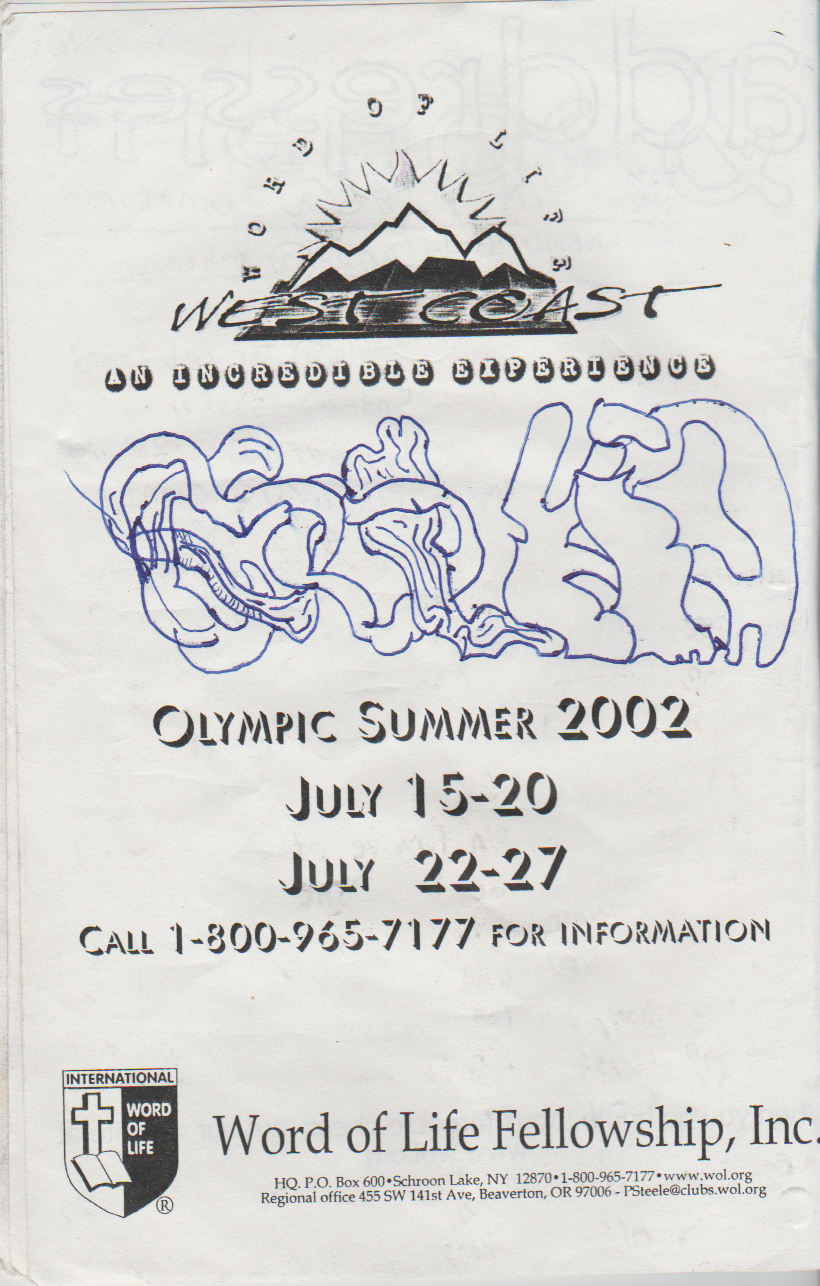 WORD OF LIFE
WEST COAST
AN INCREDIBLE EXPERIENCE
OLYMPIC SUMMER 2002
JULY 15-20
JULY 22-27
CALL 1-800-965-7177 FOR INFORMATION
INTERNATIONAL
WORD
OF
LIFE
®
Word of Life Fellowship, Inc.
HQ. P.O. Box 600•Schroon Lake, NY 12870•1-800-965-7177•www.wol.org
Regional office 455 SW 141st Ave, Beaverton, OR 97006 - PSteele@clubs.wol.org